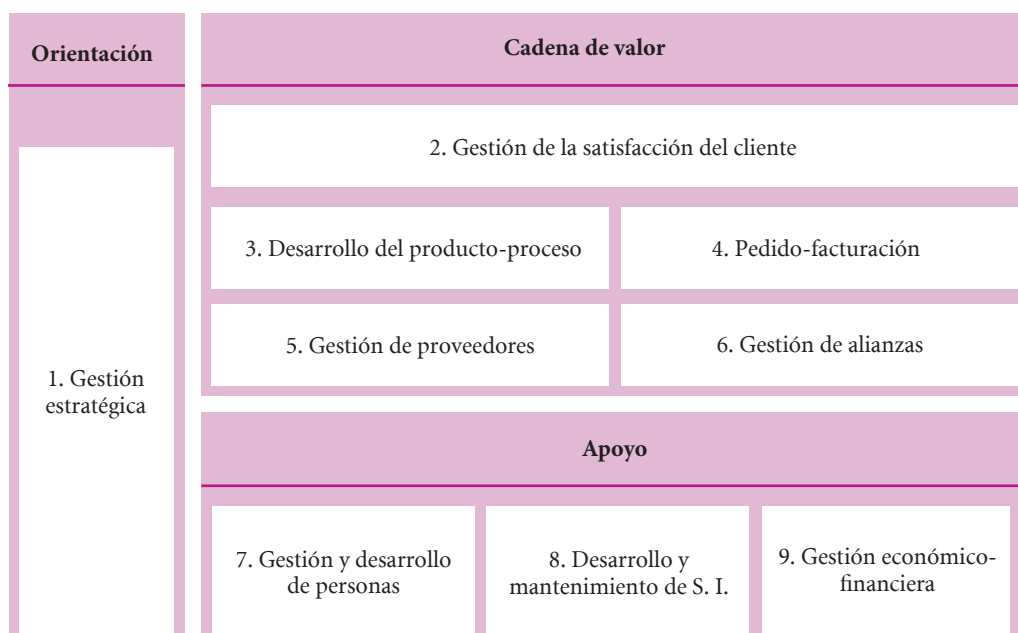 Orientación
1. Gestión
estratégica
Cadena de valor
2. Gestión de la satisfacción del cliente
3. Desarrollo del producto-proceso
4. Pedido-facturación
5. Gestión de proveedores
6. Gestión de alianzas
Apoyo
7. Gestión y desarrollo
de personas
8. Desarrollo y
mantenimiento de S. I.
9. Gestión económico-
financiera